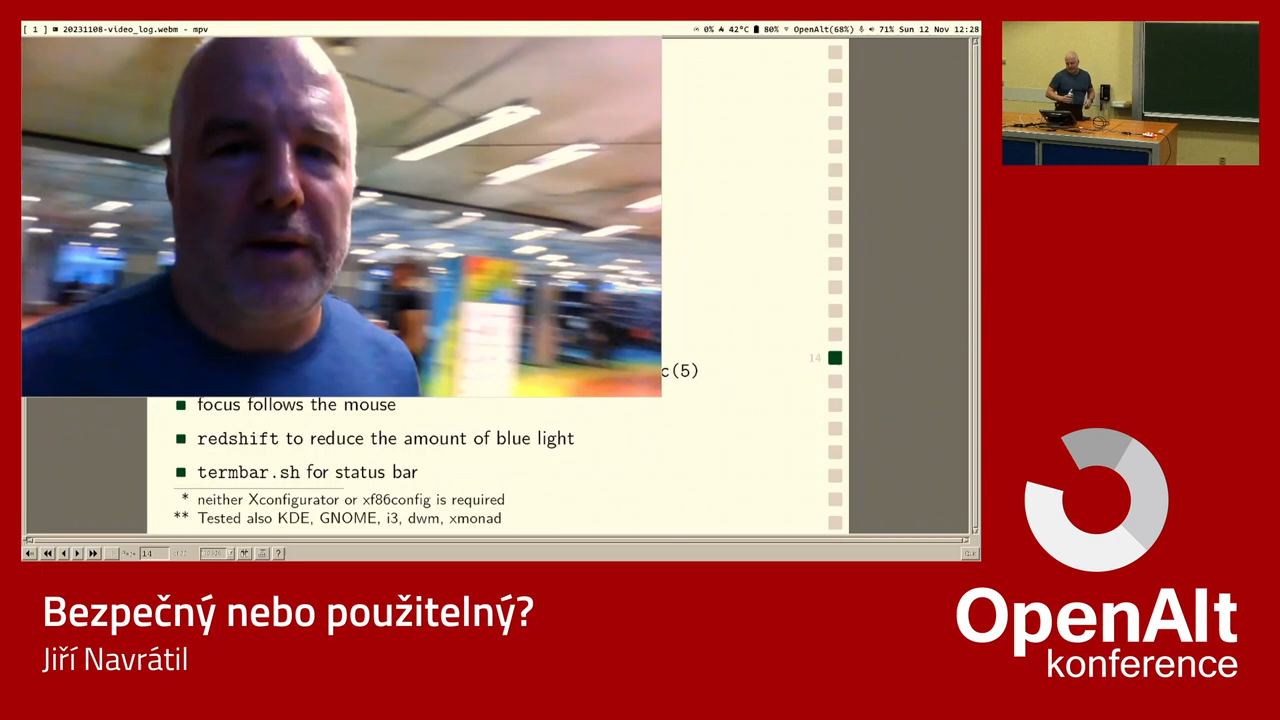 [ 1 ] 20231108-video_log.webm - mpv
0% 42°C 80% OpenAlt(68%) 71% Sun 12 Nov 12:28
14
c(5)
focus follows the mouse
redshift to reduce the amount of blue light
termbar.sh for status bar
* neither Xconfigurator or xf86config is required
** Tested also KDE, GNOME, i3, dwm, xmonad
Page 14
?
Bezpečný nebo použitelný?
Jiří Navrátil
OpenAlt
konference